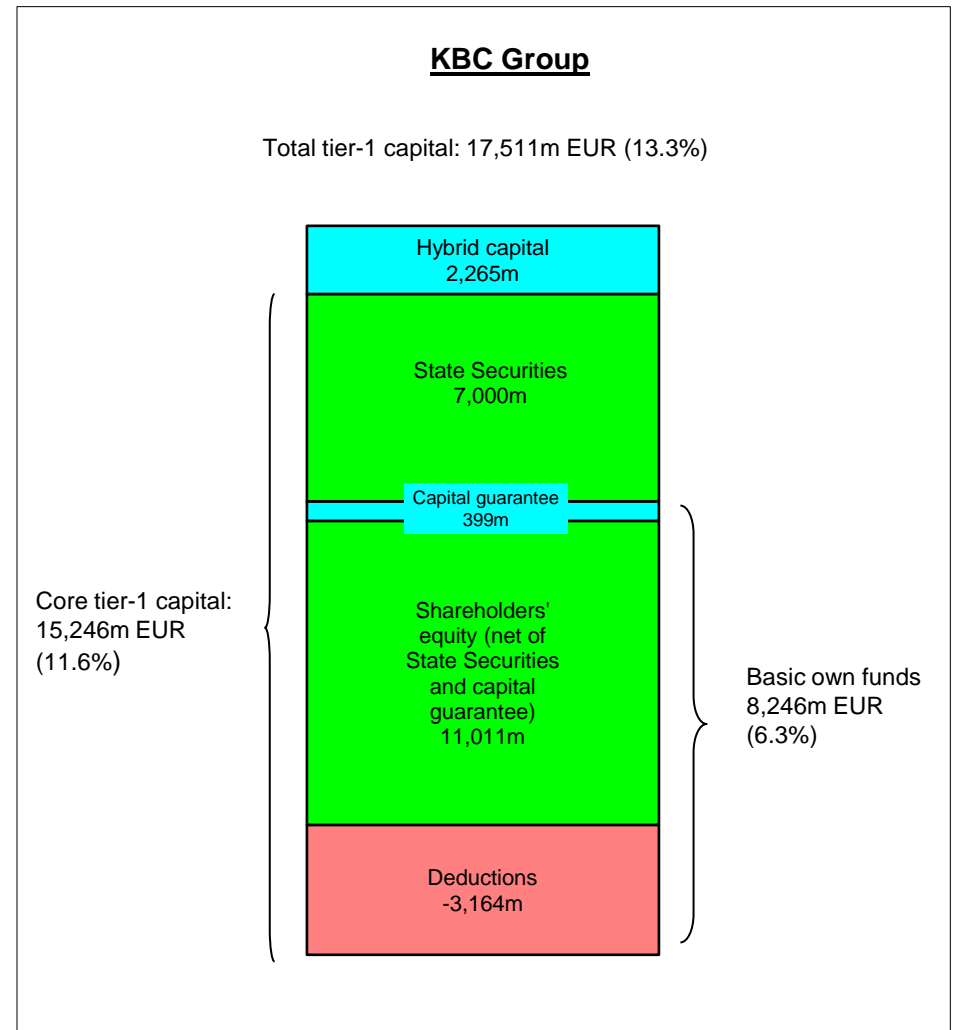 KBC Group
Total tier-1 capital: 17,511m EUR (13.3%)
Hybrid capital
2,265m
State Securities
7,000m
Capital guarantee
399m
Core tier-1 capital:
15,246m EUR
(11.6%)
Shareholders'
equity (net of
State Securities
and capital
guarantee)
11,011m
Basic own funds
8,246m EUR
(6.3%)
Deductions
-3,164m